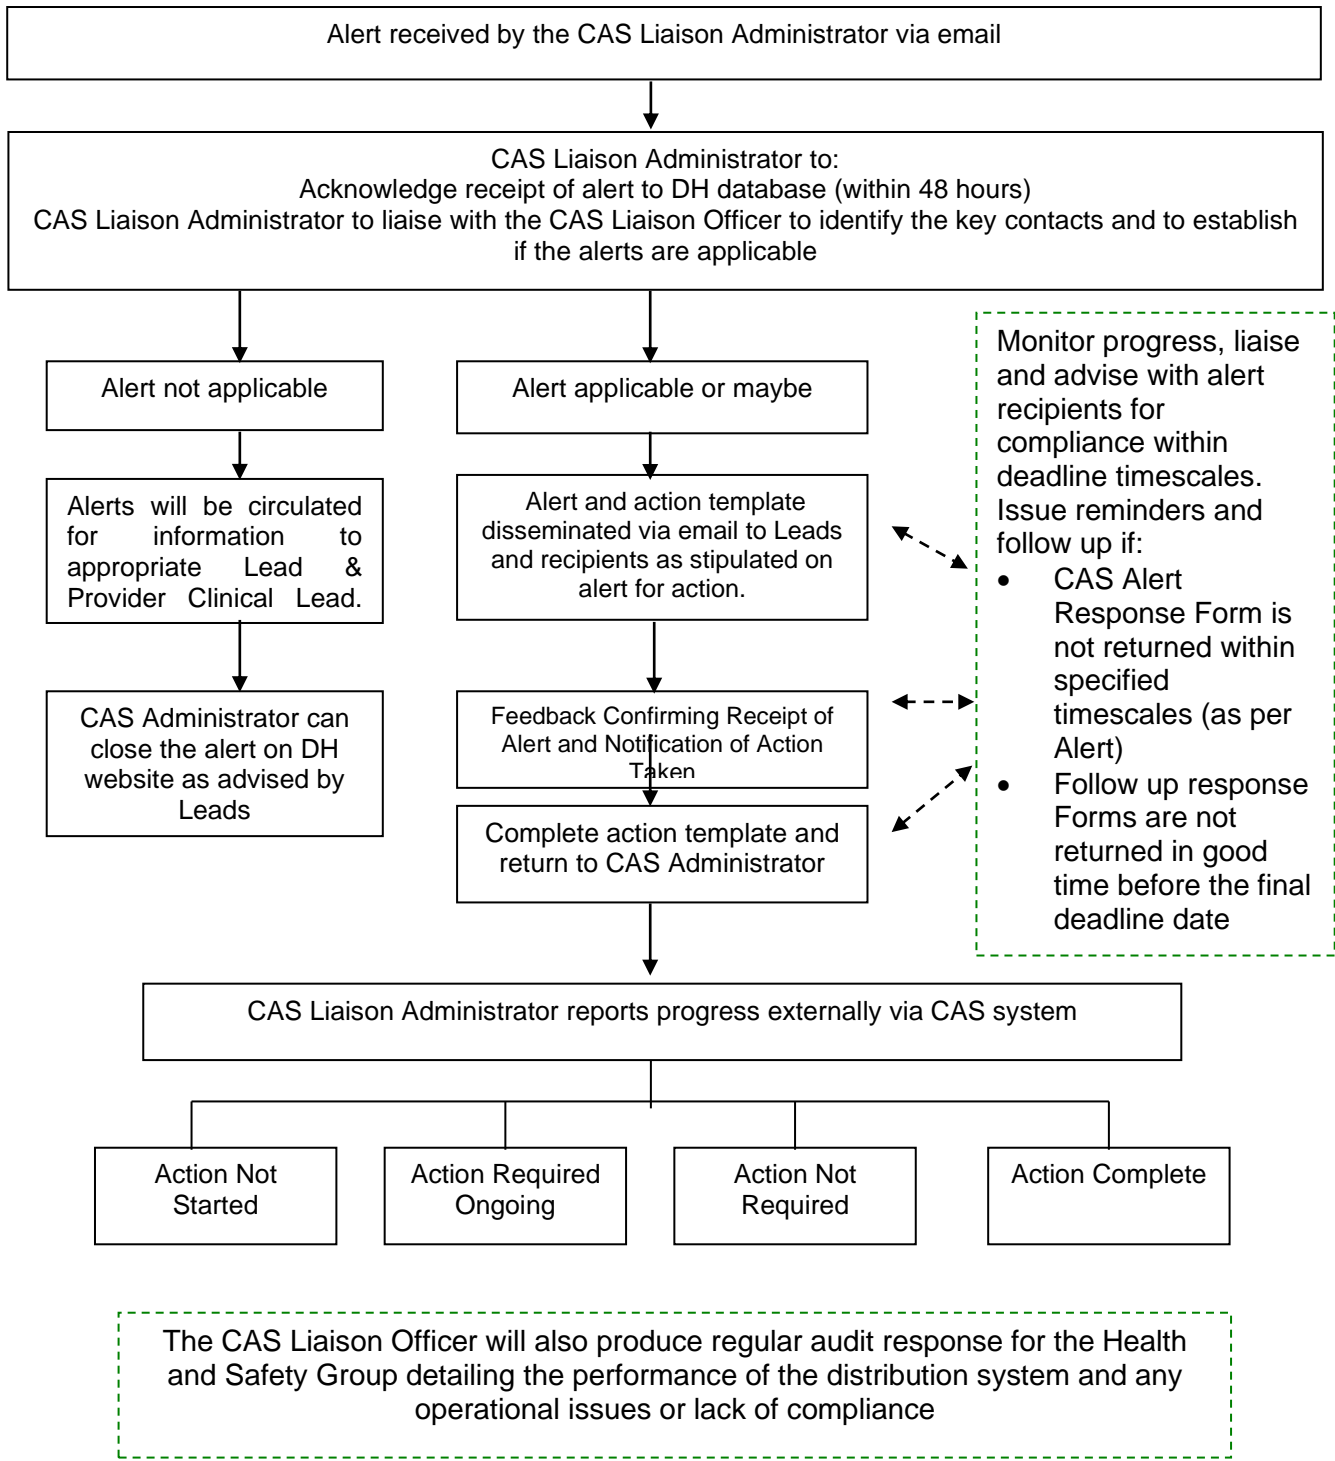 Alert received by the CAS Liaison Administrator via email
CAS Liaison Administrator to:
Acknowledge receipt of alert to DH database (within 48 hours)
CAS Liaison Administrator to liaise with the CAS Liaison Officer to identify the key contacts and to establish
if the alerts are applicable
Alert not applicable
Alerts will be circulated
for information to
appropriate Lead &
Provider Clinical Lead.
CAS Administrator can
close the alert on DH
website as advised by
Leads
Alert applicable or maybe
Alert and action template
disseminated via email to Leads
and recipients as stipulated on
alert for action.
Feedback Confirming Receipt of
Alert and Notification of Action
Taken
Complete action template and
return to CAS Administrator
Monitor progress, liaise
and advise with alert
recipients for
compliance within
deadline timescales.
Issue reminders and
follow up if:
• CAS Alert
Response Form is
not returned within
specified
timescales (as per
Alert)
• Follow up response
Forms are not
returned in good
time before the final
deadline date
CAS Liaison Administrator reports progress externally via CAS system
Action Not
Started
Action Required
Ongoing
Action Not
Required
Action Complete
The CAS Liaison Officer will also produce regular audit response for the Health
and Safety Group detailing the performance of the distribution system and any
operational issues or lack of compliance